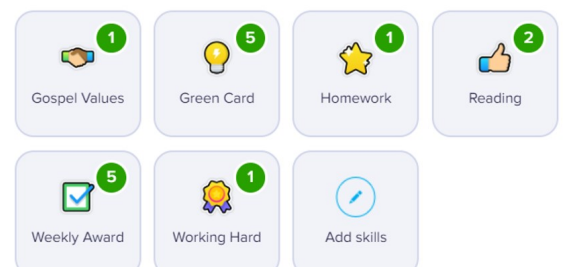 1
Gospel Values
5
Green Card
1
Homework
2
Reading
5
Weekly Award
1
Working Hard
Add skills